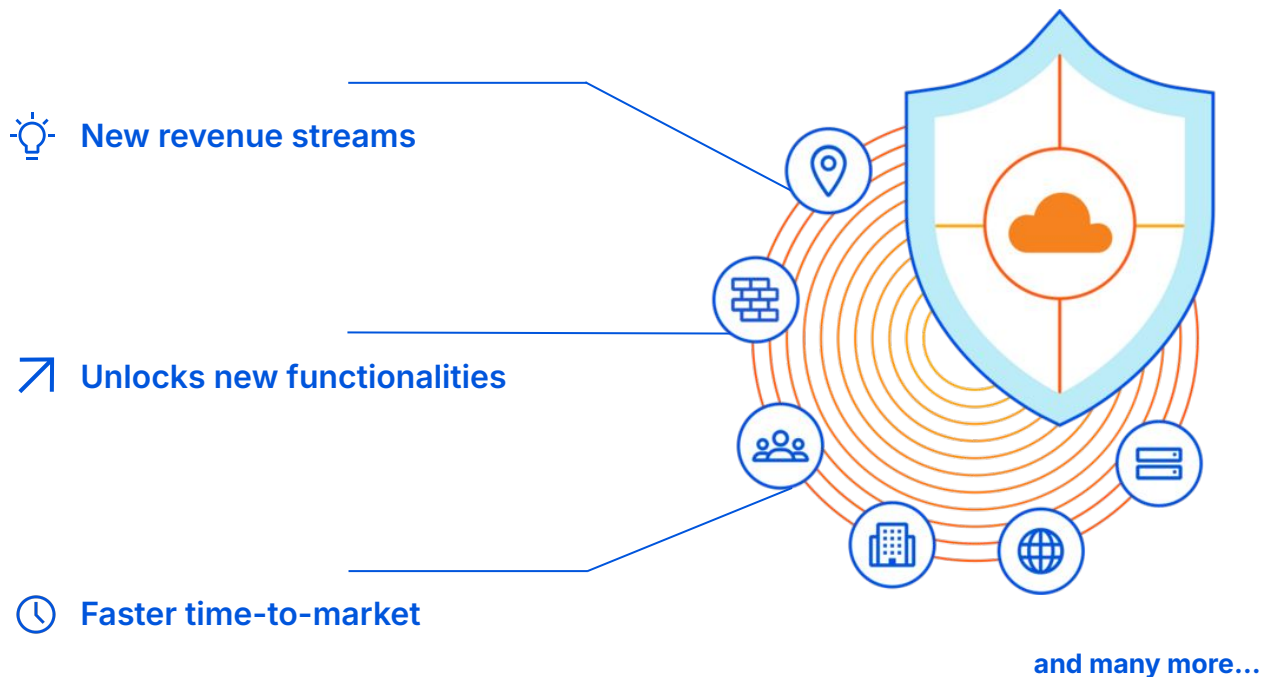 New revenue streams
Unlocks new functionalities
Faster time-to-market
and many more...